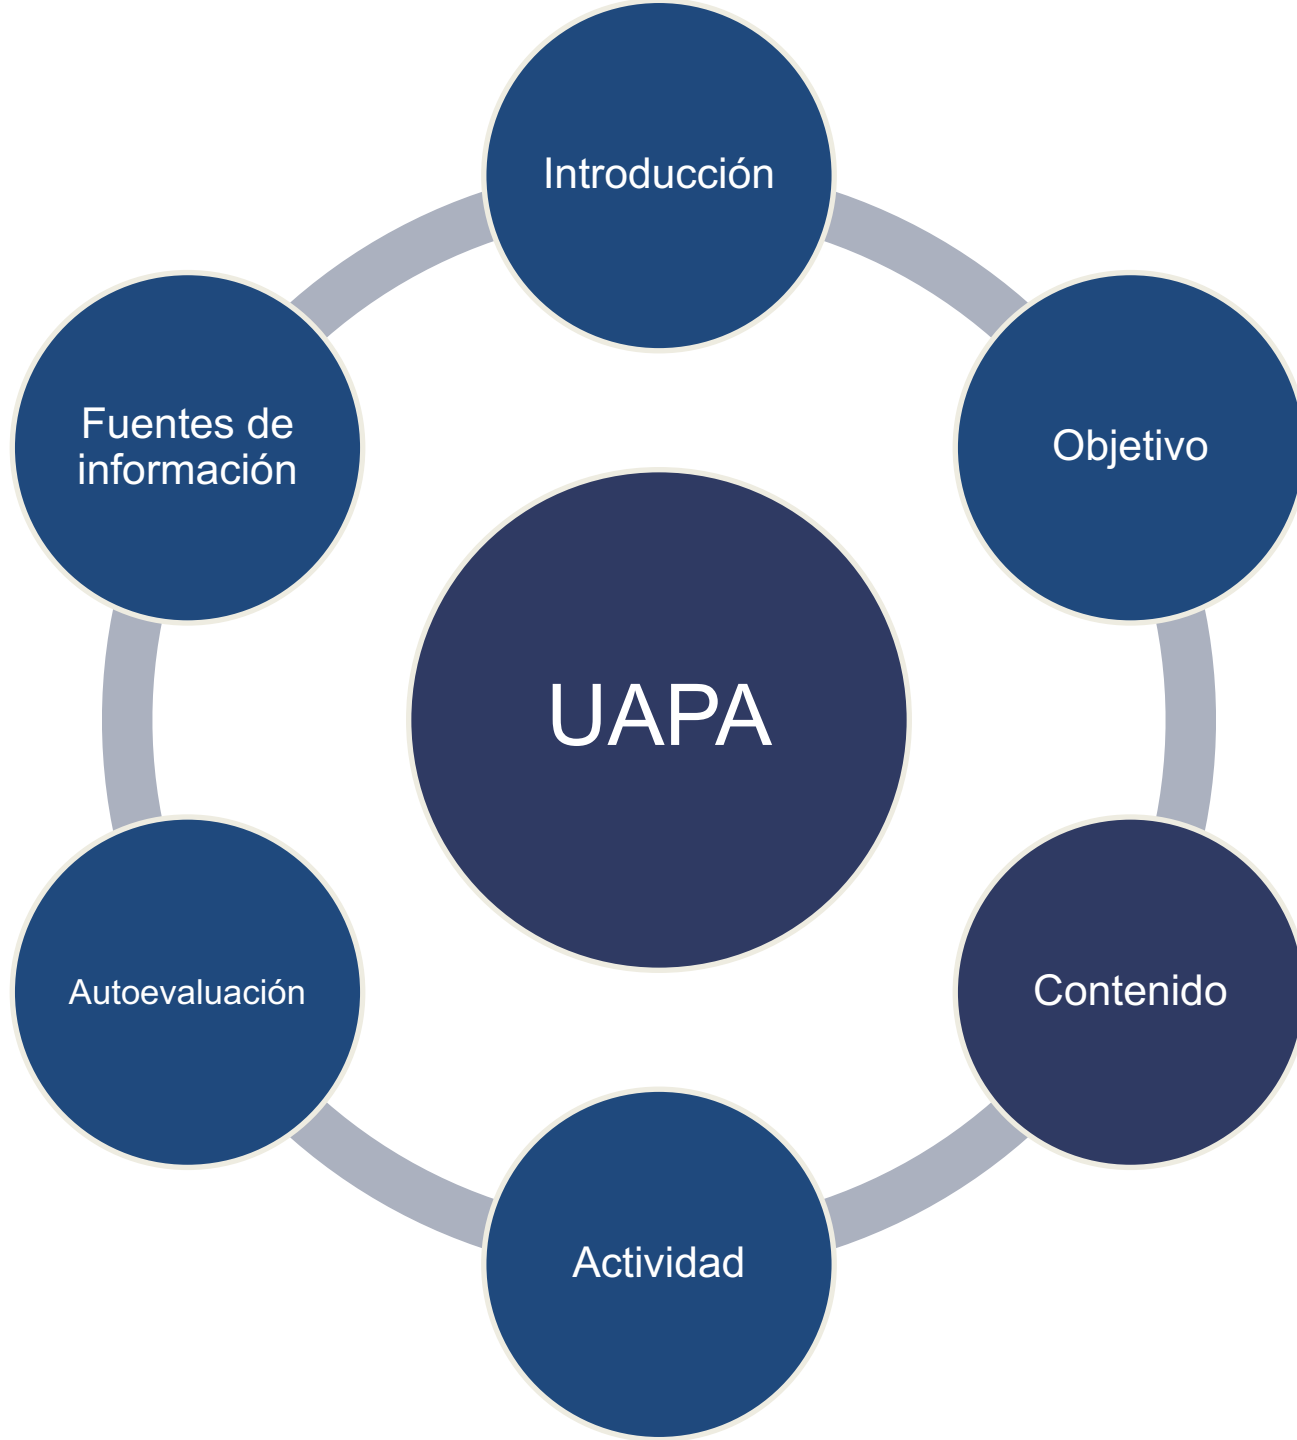 Introducción
Objetivo
Contenido
Actividad
Autoevaluación
Fuentes de
información
UAPA